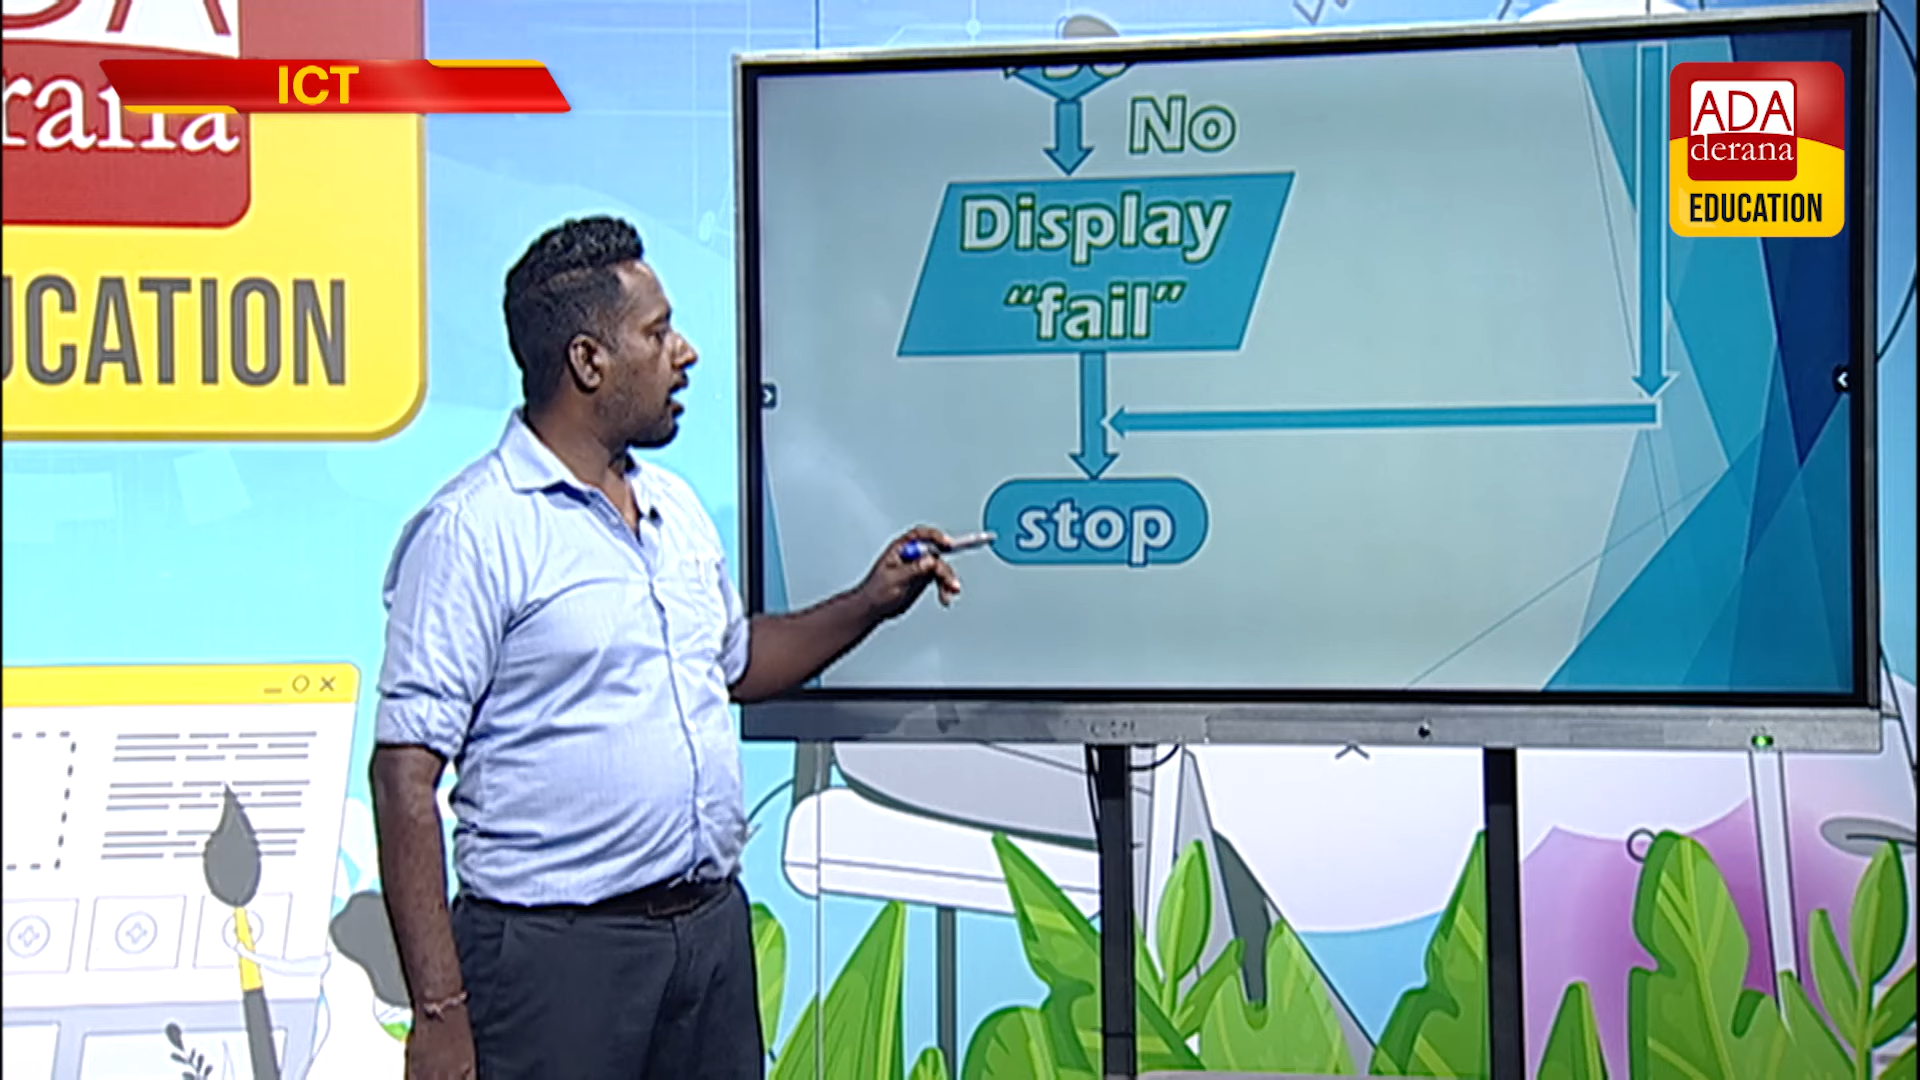 ICT
UCATION
No
Display
“fail”
stop
ADA
derana
EDUCATION